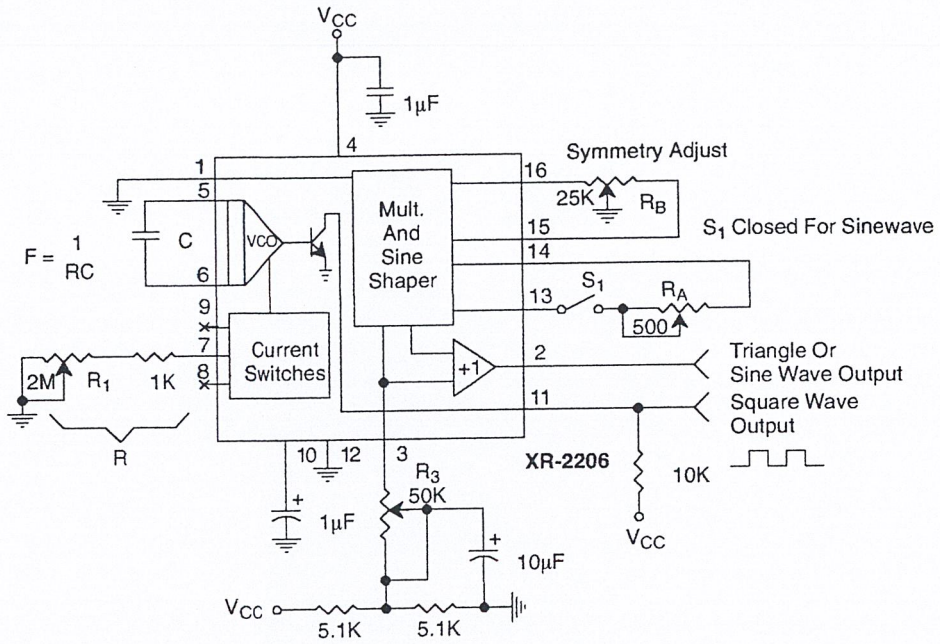 VCC
1μF
4
1
5
C
VCO
F = 1
RC
6
9
7
8
2M
R1
1K
R
Current
Switches
Mult.
And
Sine
Shaper
+1
Symmetry Adjust
16
25K
RB
15
S1 Closed For Sinewave
14
13
S1
RA
500
2
Triangle Or
Sine Wave Output
11
Square Wave
Output
10 12 3
XR-2206
10K
VCC
R3
50K
+
1μF
+
10μF
VCC
5.1K
5.1K